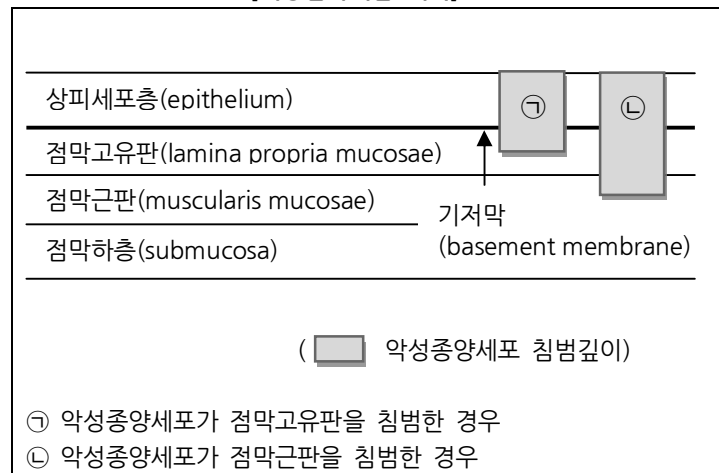 상피세포층(epithelium)
㉠
㉡
점막고유판(lamina propria mucosae)
점막근판(muscularis mucosae)
기저막
점막하층(submucosa)
(basement membrane)
( 악성종양세포 침범깊이)
㉠ 악성종양세포가 점막고유판을 침범한 경우
㉡ 악성종양세포가 점막근판을 침범한 경우